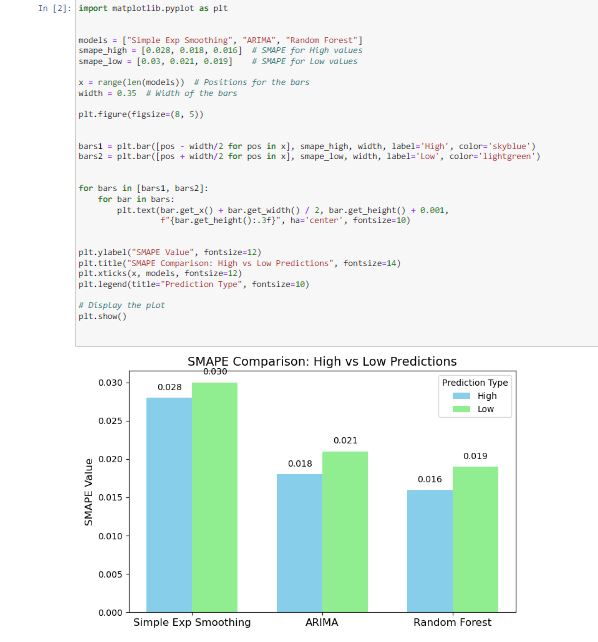 In [2]: import matplotlib.pyplot as plt
models = ["Simple Exp Smoothing", "ARIMA", "Random Forest"]
smape_high = [0.028, 0.018, 0.016]  # SMAPE for High values
smape_low = [0.03, 0.021, 0.019]    # SMAPE for Low values
x = range(len(models))  # Positions for the bars
width = 0.35  # Width of the bars
plt.figure(figsize=(8, 5))
bars1 = plt.bar([pos - width/2 for pos in x], smape_high, width, label='High', color='skyblue')
bars2 = plt.bar([pos + width/2 for pos in x], smape_low, width, label='Low', color='lightgreen')
for bars in [bars1, bars2]:
    for bar in bars:
        plt.text(bar.get_x() + bar.get_width() / 2, bar.get_height() + 0.001,
                 f"{bar.get_height():.3f}", ha='center', fontsize=10)
plt.ylabel("SMAPE Value", fontsize=12)
plt.title("SMAPE Comparison: High vs Low Predictions", fontsize=14)
plt.xticks(x, models, fontsize=12)
plt.legend(title="Prediction Type", fontsize=10)
# Display the plot
plt.show()
SMAPE Comparison: High vs Low Predictions
0.030
0.028
0.030
Prediction Type
High
Low
0.025
0.021
0.020
0.018
0.019
0.016
0.015
0.010
0.005
0.000
SMAPE Value
Simple Exp Smoothing
ARIMA
Random Forest